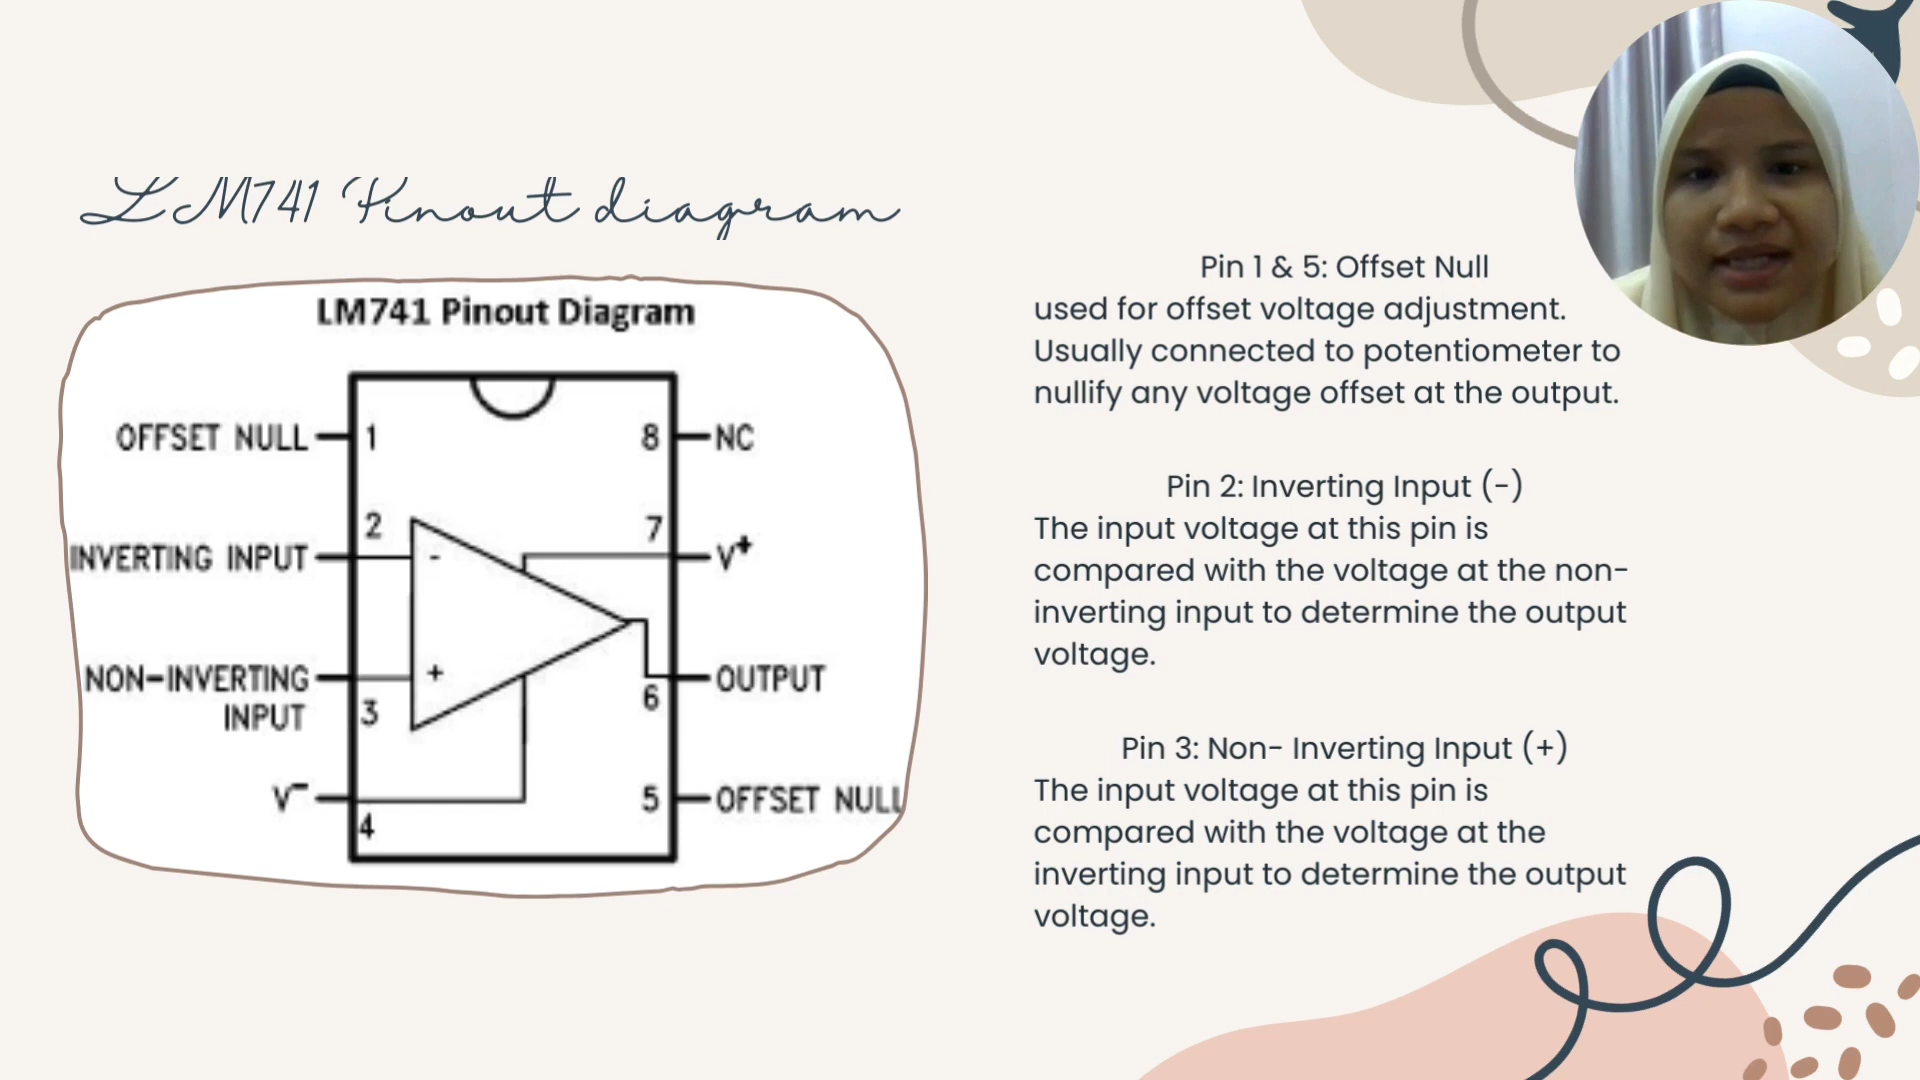 LM741 Pinout diagram
LM741 Pinout Diagram
OFFSET NULL 1 8 NC
2 7
INVERTING INPUT - V+
NON-INVERTING + OUTPUT
INPUT 3 6
V- 5 OFFSET NULL
4
Pin 1 & 5: Offset Null
used for offset voltage adjustment.
Usually connected to potentiometer to
nullify any voltage offset at the output.
Pin 2: Inverting Input (-)
The input voltage at this pin is
compared with the voltage at the non-
inverting input to determine the output
voltage.
Pin 3: Non- Inverting Input (+)
The input voltage at this pin is
compared with the voltage at the
inverting input to determine the output
voltage.